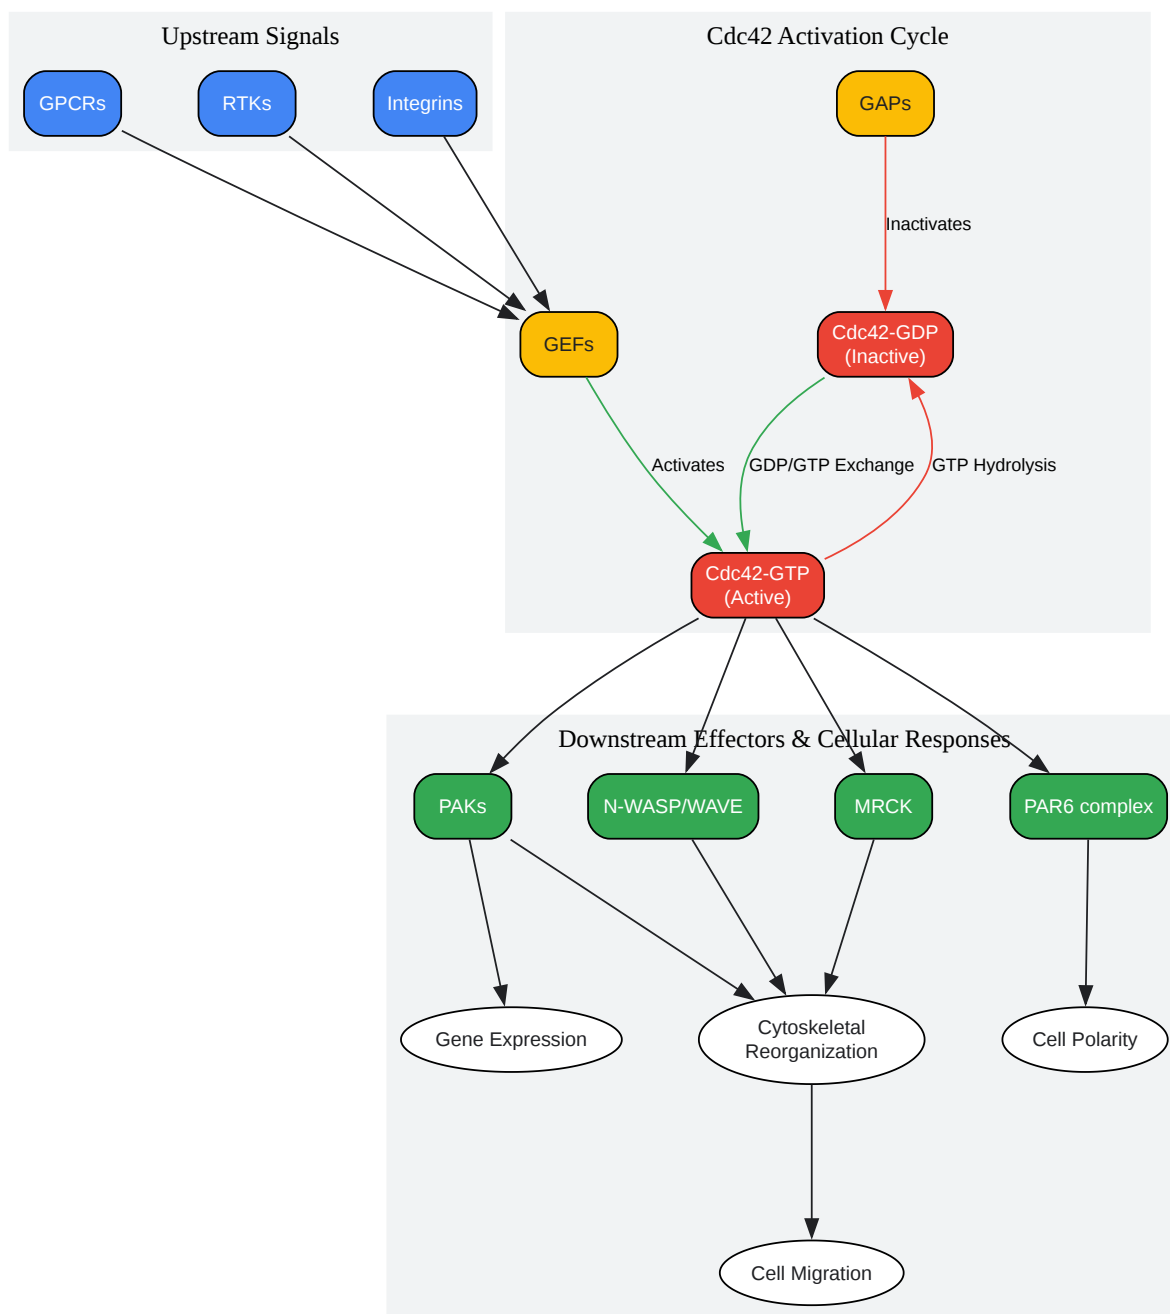 Upstream Signals
Cdc42 Activation Cycle
GPCRs
RTKs
Integrins
GAPs
Inactivates
GEFs
Cdc42-GDP
(Inactive)
Activates
GDP/GTP Exchange
GTP Hydrolysis
Cdc42-GTP
(Active)
Downstream Effectors & Cellular Responses
PAKs
N-WASP/WAVE
MRCK
PAR6 complex
Gene Expression
Cytoskeletal
Reorganization
Cell Polarity
Cell Migration